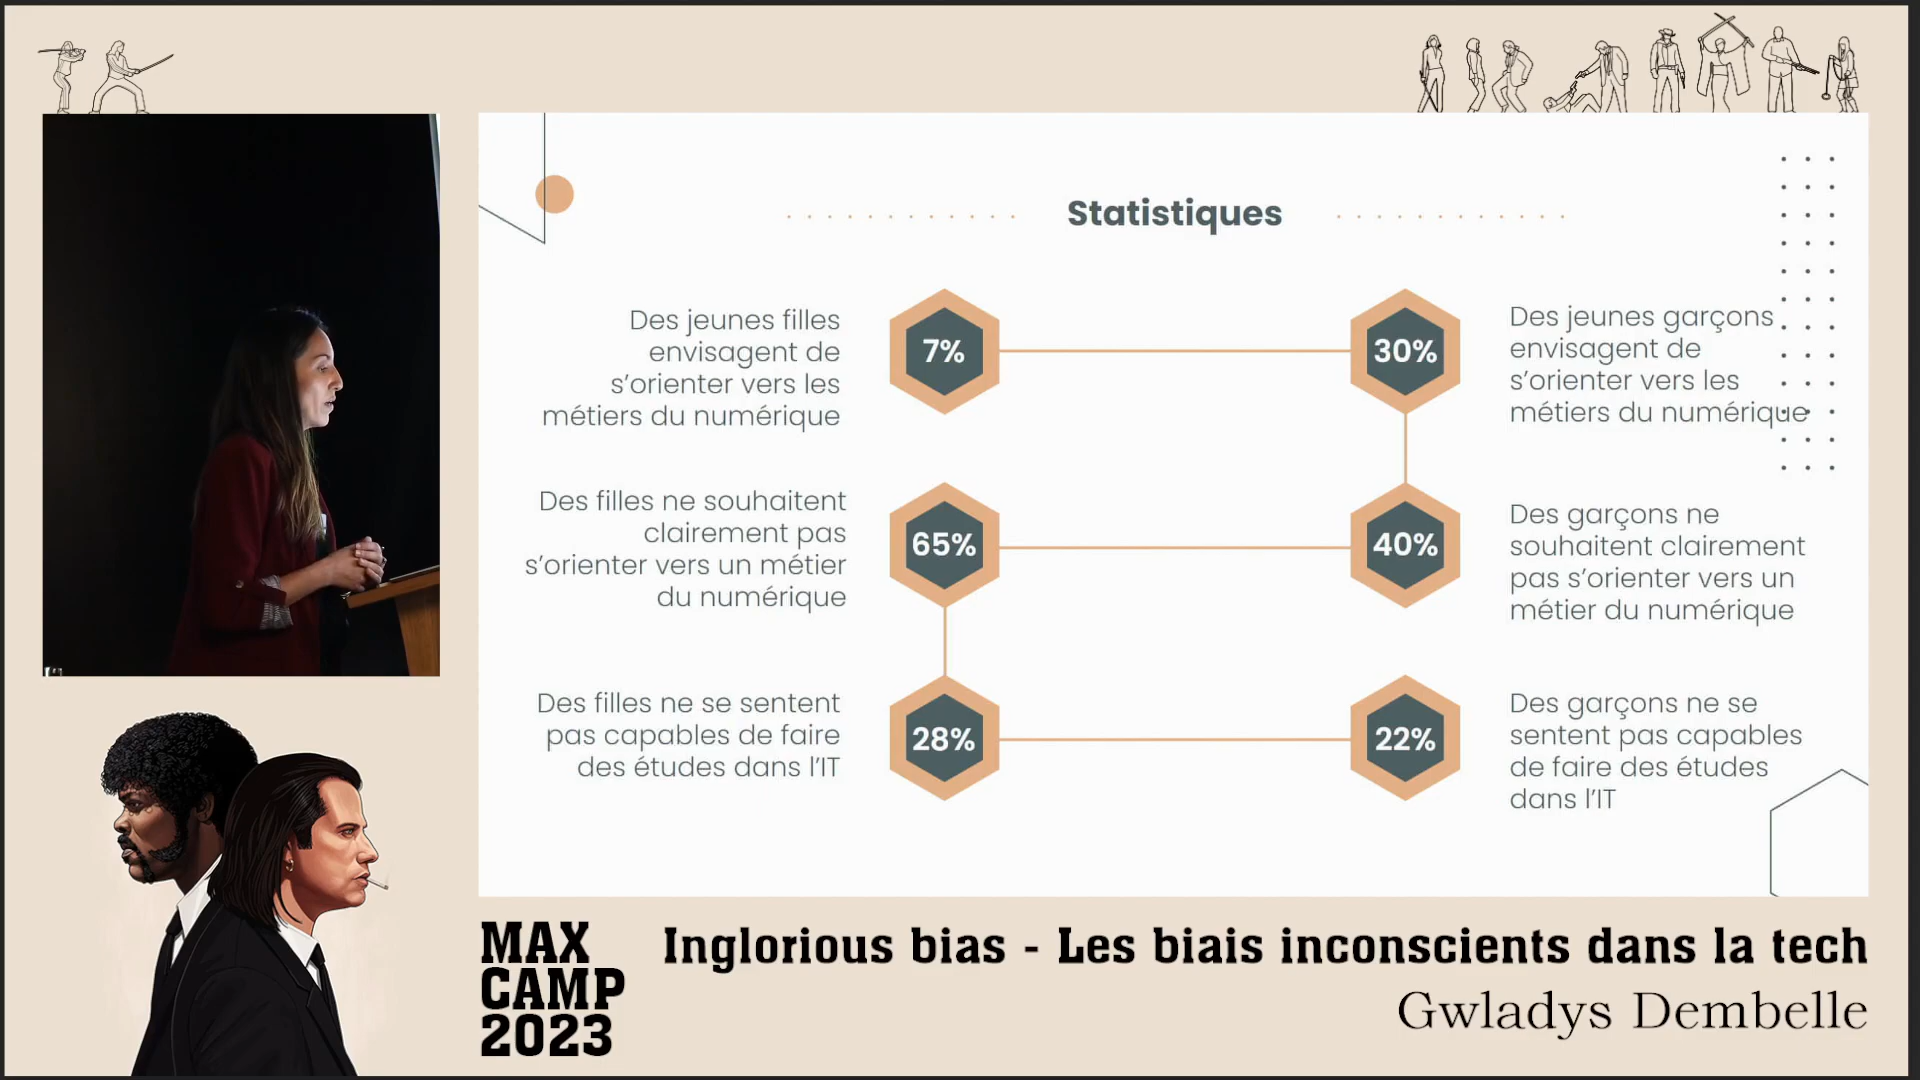 Statistiques
Des jeunes filles
envisagent de
s'orienter vers les
métiers du numérique
7%
30%
Des jeunes garçons
envisagent de
s'orienter vers les
métiers du numérique
Des filles ne souhaitent
clairement pas
s'orienter vers un métier
du numérique
65%
40%
Des garçons ne
souhaitent clairement
pas s'orienter vers un
métier du numérique
Des filles ne se sentent
pas capables de faire
des études dans l'IT
28%
22%
Des garçons ne se
sentent pas capables
de faire des études
dans l'IT
MAX
CAMP
2023
Inglorious bias - Les biais inconscients dans la tech
Gwladys Dembelle